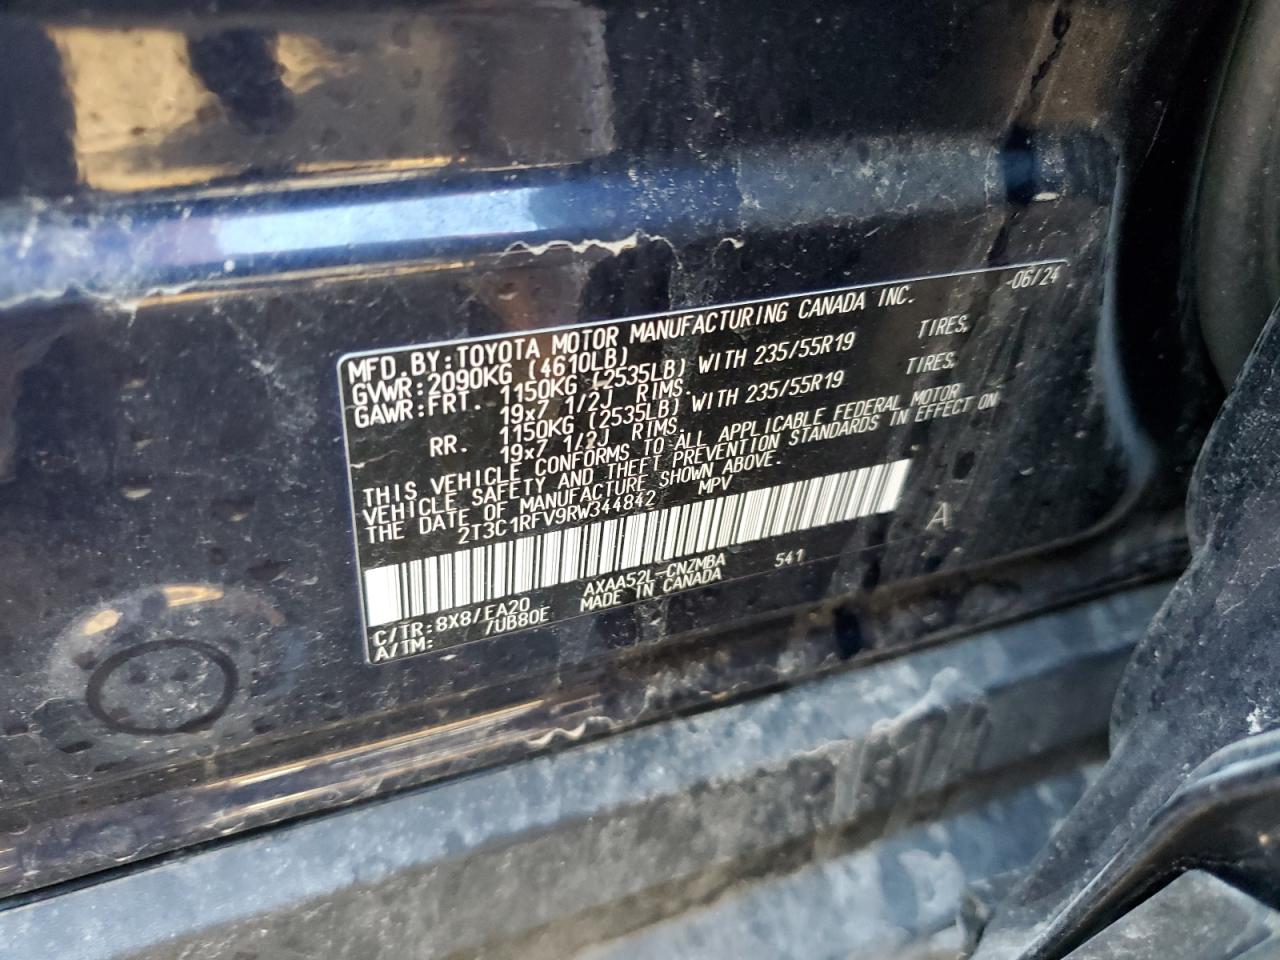 MFD.BY:TOYOTA MOTOR MANUFACTURING CANADA INC. -06/24
GVWR:2090KG (4610LB)
GAWR:FRT. 1150KG (2535LB) WITH 235/55R19 TIRES,
19x7 1/2J RIMS.
RR. 1150KG (2535LB) WITH 235/55R19 TIRES,
19x7 1/2J RIMS.
THIS VEHICLE CONFORMS TO ALL APPLICABLE FEDERAL MOTOR
VEHICLE SAFETY AND THEFT PREVENTION STANDARDS IN EFFECT ON
THE DATE OF MANUFACTURE SHOWN ABOVE.
2T3C1RFV9RW344842 MPV
A
C/TR:8X8/EA20 AXAA52L-CNZMBA 541
A/TM: /UB80E MADE IN CANADA